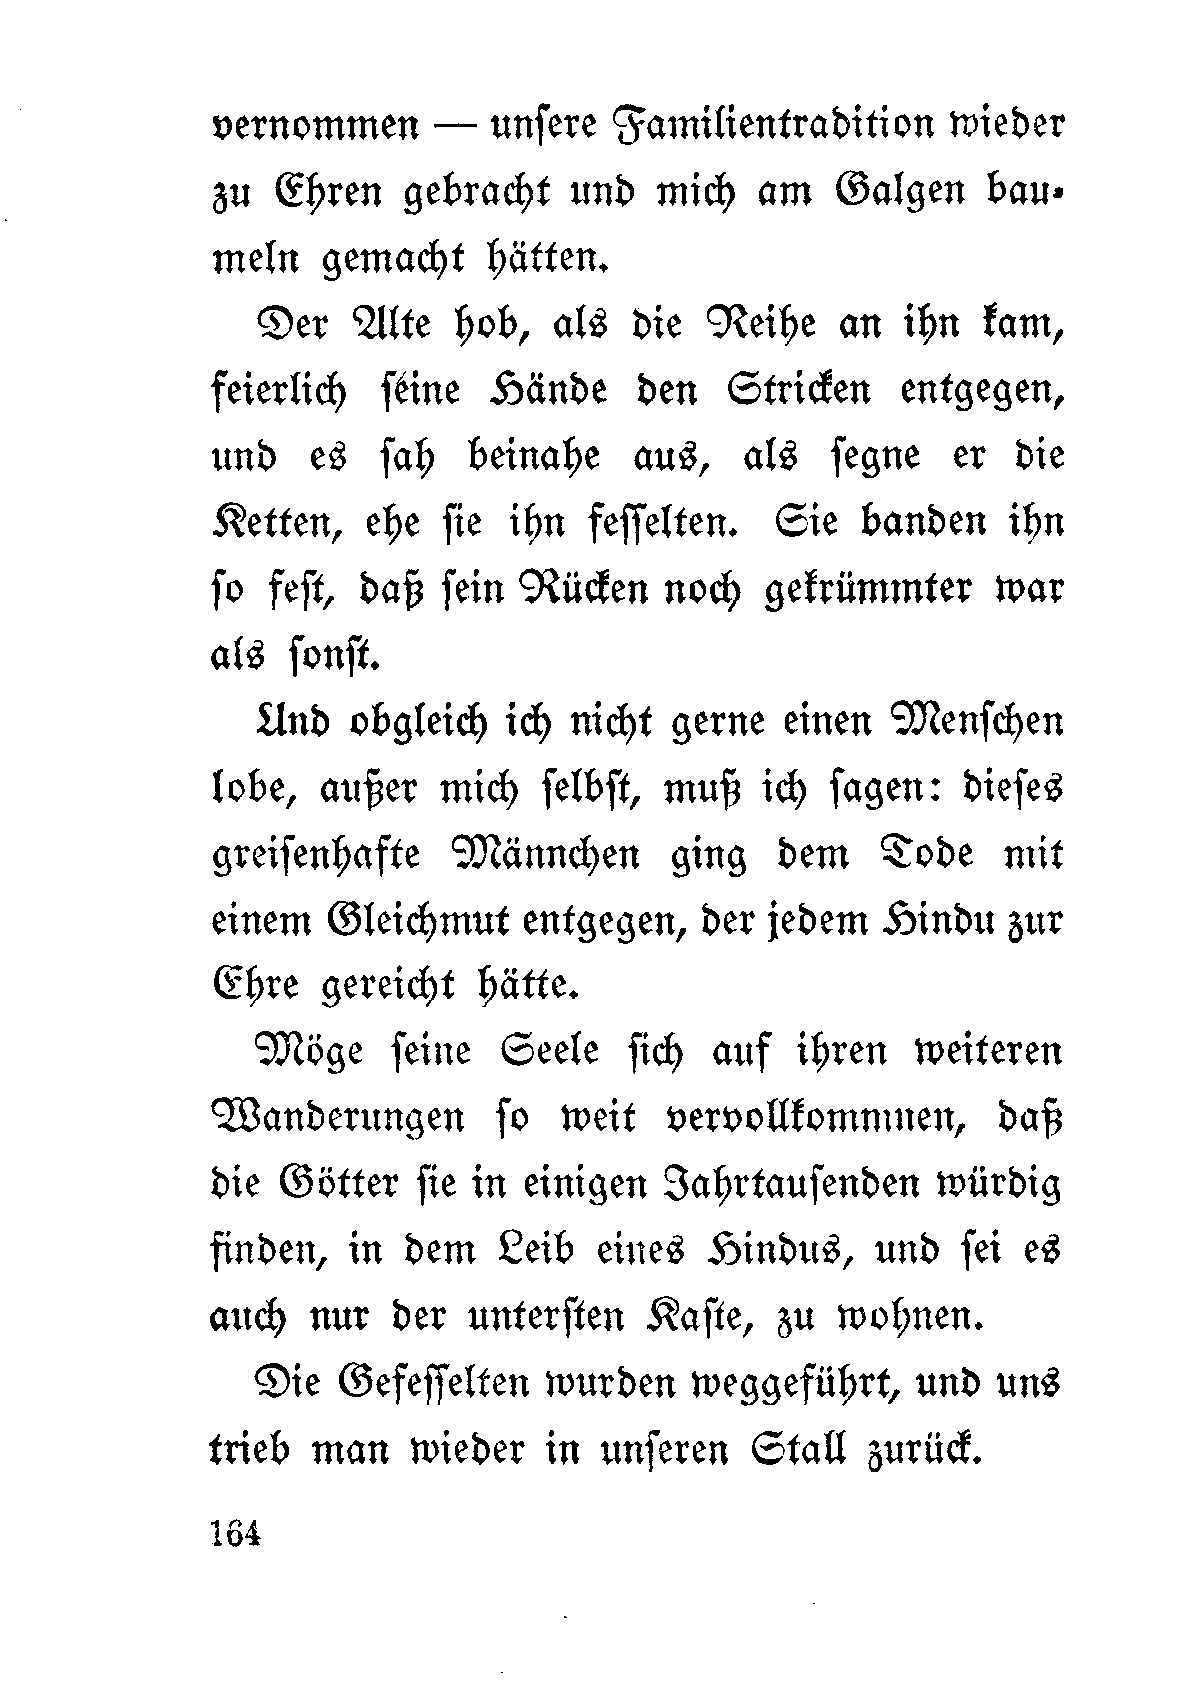 vernommen — unsere Familientradition wieder
zu Ehren gebracht und mich am Galgen bau-
meln gemacht hätten.
Der Alte hob, als die Reihe an ihn kam,
feierlich seine Hände den Stricken entgegen,
und es sah beinahe aus, als segne er die
Ketten, ehe sie ihn fesselten. Sie banden ihn
so fest, daß sein Rücken noch gekrümmter war
als sonst.
Und obgleich ich nicht gerne einen Menschen
lobe, außer mich selbst, muß ich sagen: dieses
greisenhafte Männchen ging dem Tode mit
einem Gleichmut entgegen, der jedem Hindu zur
Ehre gereicht hätte.
Möge seine Seele sich auf ihren weiteren
Wanderungen so weit vervollkommnen, daß
die Götter sie in einigen Jahrtausenden würdig
finden, in dem Leib eines Hindus, und sei es
auch nur der untersten Kaste, zu wohnen.
Die Gefesselten wurden weggeführt, und uns
trieb man wieder in unseren Stall zurück.
164